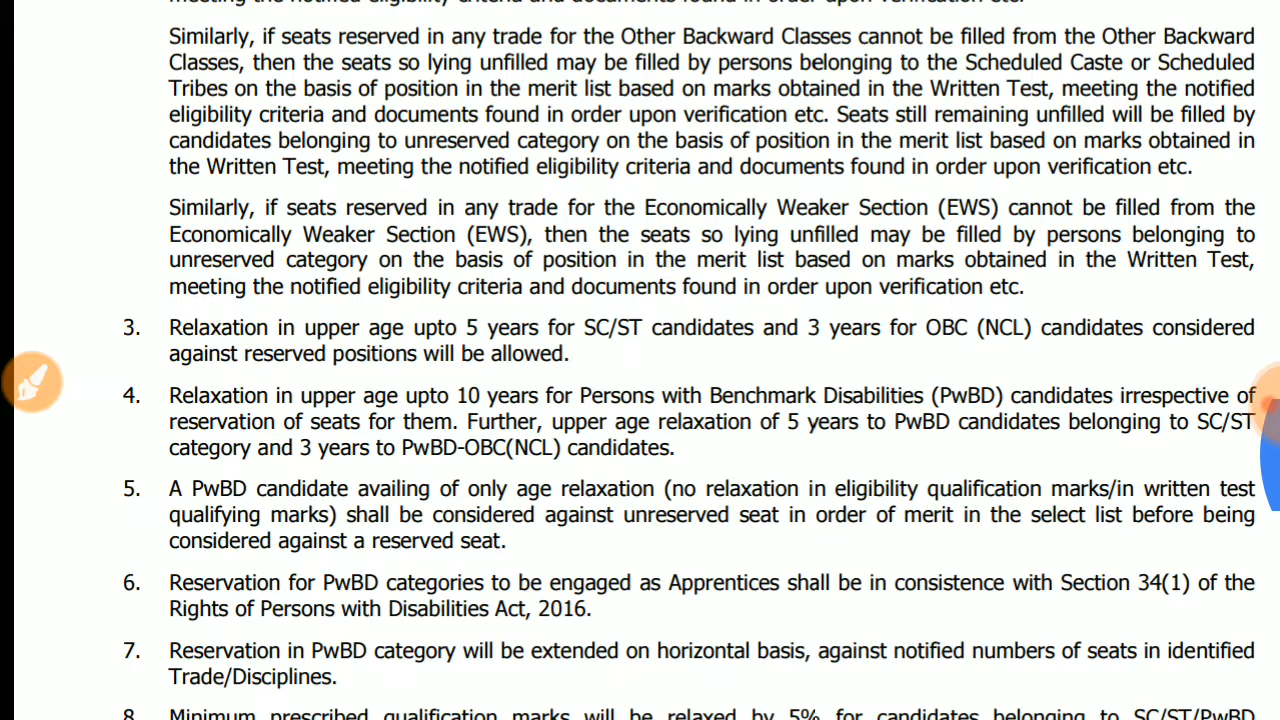 meeting the notified eligibility criteria and documents found in order upon verification etc.
Similarly, if seats reserved in any trade for the Other Backward Classes cannot be filled from the Other Backward
Classes, then the seats so lying unfilled may be filled by persons belonging to the Scheduled Caste or Scheduled
Tribes on the basis of position in the merit list based on marks obtained in the Written Test, meeting the notified
eligibility criteria and documents found in order upon verification etc. Seats still remaining unfilled will be filled by
candidates belonging to unreserved category on the basis of position in the merit list based on marks obtained in
the Written Test, meeting the notified eligibility criteria and documents found in order upon verification etc.
Similarly, if seats reserved in any trade for the Economically Weaker Section (EWS) cannot be filled from the
Economically Weaker Section (EWS), then the seats so lying unfilled may be filled by persons belonging to
unreserved category on the basis of position in the merit list based on marks obtained in the Written Test,
meeting the notified eligibility criteria and documents found in order upon verification etc.
3. Relaxation in upper age upto 5 years for SC/ST candidates and 3 years for OBC (NCL) candidates considered
against reserved positions will be allowed.
4. Relaxation in upper age upto 10 years for Persons with Benchmark Disabilities (PwBD) candidates irrespective of
reservation of seats for them. Further, upper age relaxation of 5 years to PwBD candidates belonging to SC/ST
category and 3 years to PwBD-OBC(NCL) candidates.
5. A PwBD candidate availing of only age relaxation (no relaxation in eligibility qualification marks/in written test
qualifying marks) shall be considered against unreserved seat in order of merit in the select list before being
considered against a reserved seat.
6. Reservation for PwBD categories to be engaged as Apprentices shall be in consistence with Section 34(1) of the
Rights of Persons with Disabilities Act, 2016.
7. Reservation in PwBD category will be extended on horizontal basis, against notified numbers of seats in identified
Trade/Disciplines.
8. Minimum prescribed qualification marks will be relaxed by 5% for candidates belonging to SC/ST/PwBD